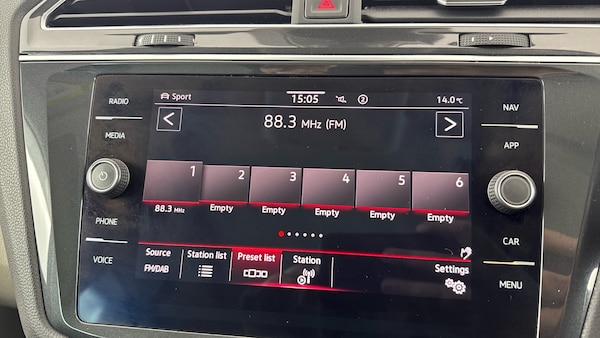 RADIO
MEDIA
PHONE
VOICE
Sport 15:05 2 14.0°C
< 88.3 MHz (FM) >
1 2 3 4 5 6
88.3 MHz Empty Empty Empty Empty Empty
Source Station list Preset list Station Settings
FM/DAB
NAV
APP
CAR
MENU